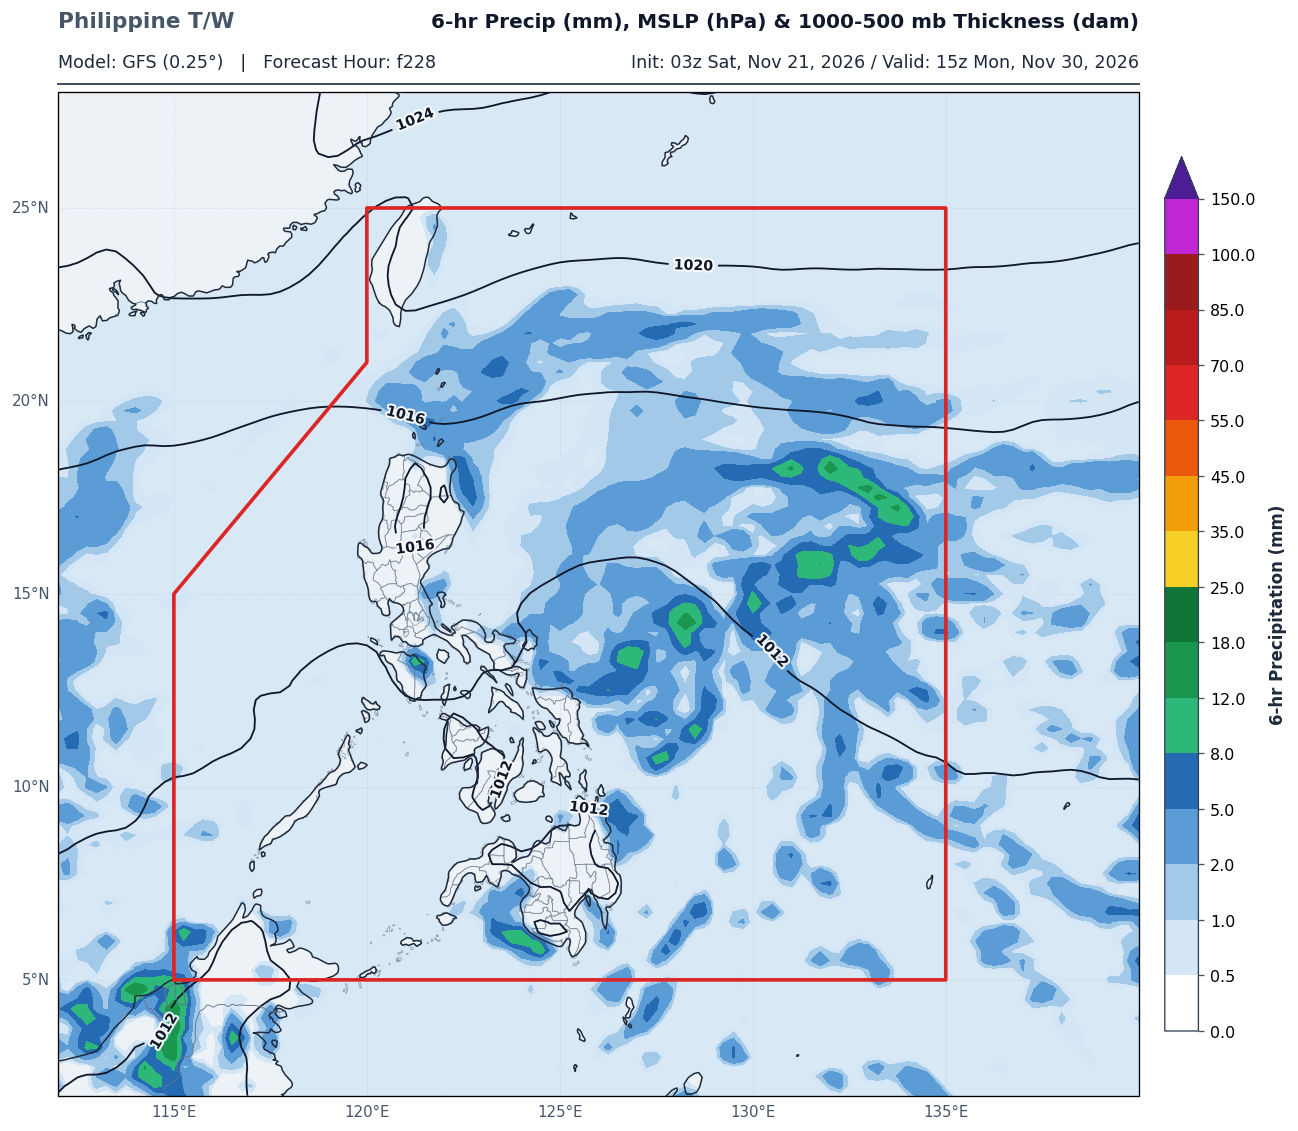 Philippine T/W
6-hr Precip (mm), MSLP (hPa) & 1000-500 mb Thickness (dam)
Model: GFS (0.25°) | Forecast Hour: f228
Init: 03z Sat, Nov 21, 2026 / Valid: 15z Mon, Nov 30, 2026
1024
25°N
1020
20°N
1016
1016
15°N
1012
10°N
1012
1012
5°N
1012
115°E
120°E
125°E
130°E
135°E
150.0
100.0
85.0
70.0
55.0
45.0
35.0
25.0
18.0
12.0
8.0
5.0
2.0
1.0
0.5
0.0
6-hr Precipitation (mm)